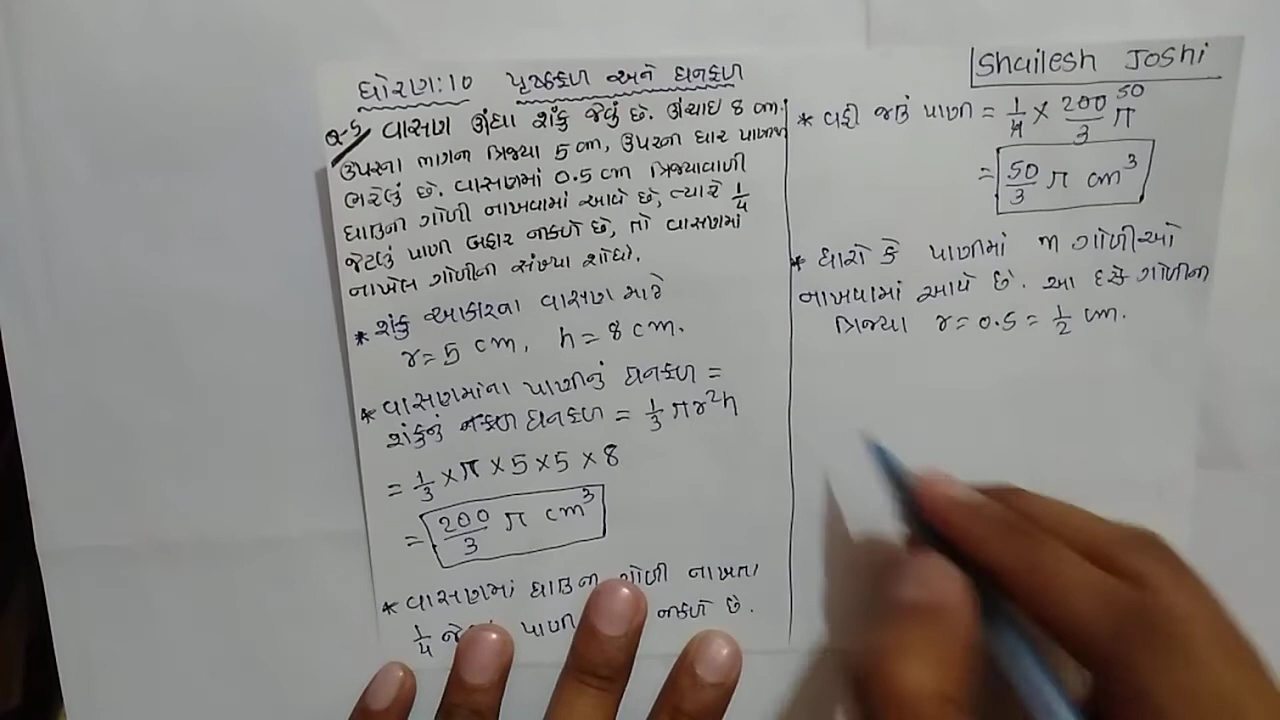 ધોરણ:10 પૃષ્ઠફળ અને ઘનફળ
Q-5 વાસણ ઊંધા શંકુ જેવું છે. ઊંચાઇ 8 cm.
ઉપરના ભાગના ત્રિજ્યા 5 cm, ઉપરની ધાર પાણીથી
ભરેલું છે. વાસણમાં 0.5 cm ત્રિજ્યાવાળી
ધાતુની ગોળી નાખવામાં આવે છે, ત્યારે 1/4
જેટલું પાણી બહાર નીકળે છે, તો વાસણમાં
નાખેલ ગોળીની સંખ્યા શોધો.
* શંકુ આકારના વાસણ માટે
r = 5 cm, h = 8 cm.
* વાસણમાંના પાણીનું ઘનફળ =
શંકુનું ઘનફળ = 1/3 πr²h
= 1/3 × π × 5 × 5 × 8
= 200/3 π cm³
* વાસણમાં ધાતુની ગોળી નાખતા
1/4 પાણી નીકળે છે.
Shailesh Joshi
* વહી જતું પાણી = 1/4 × 200/3 π 50
= 50/3 π cm³
* ધારો કે પાણીમાં n ગોળીઓ
નાખવામાં આવે છે. આ દરેક ગોળીની
ત્રિજ્યા r = 0.5 = 1/2 cm.